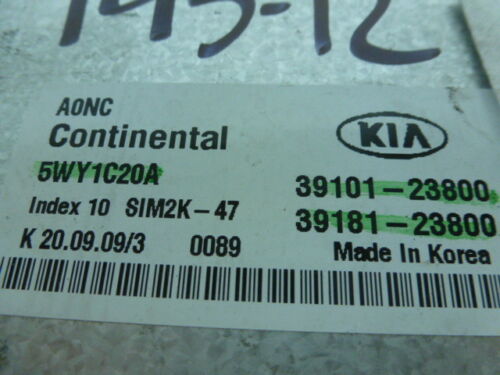 145-12
A0NC
Continental
KIA
5WY1C20A
39101-23800
Index 10 SIM2K-47
39181-23800
K 20.09.09/3 0089
Made in Korea